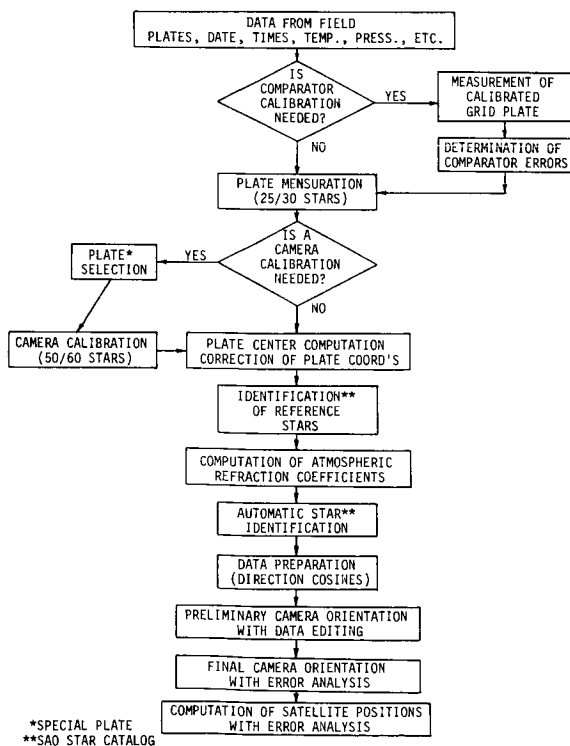 DATA FROM FIELD
PLATES, DATE, TIMES, TEMP., PRESS., ETC.
IS
COMPARATOR
CALIBRATION
NEEDED?
YES
MEASUREMENT OF
CALIBRATED
GRID PLATE
NO
DETERMINATION OF
COMPARATOR ERRORS
PLATE MENSURATION
(25/30 STARS)
IS A
CAMERA
CALIBRATION
NEEDED?
YES
PLATE*
SELECTION
NO
CAMERA CALIBRATION
(50/60 STARS)
PLATE CENTER COMPUTATION
CORRECTION OF PLATE COORD'S
IDENTIFICATION**
OF REFERENCE
STARS
COMPUTATION OF ATMOSPHERIC
REFRACTION COEFFICIENTS
AUTOMATIC STAR**
IDENTIFICATION
DATA PREPARATION
(DIRECTION COSIWES)
PRELIMINARY CAMERA ORIENTATION
WITH DATA EDITING
FINAL CAMERA ORIENTATION
WITH ERROR ANALYSIS
COMPUTATION OF SATELLITE POSITIONS
WITH ERROR ANALYSIS
*SPECIAL PLATE
**SAO STAR CATALOG